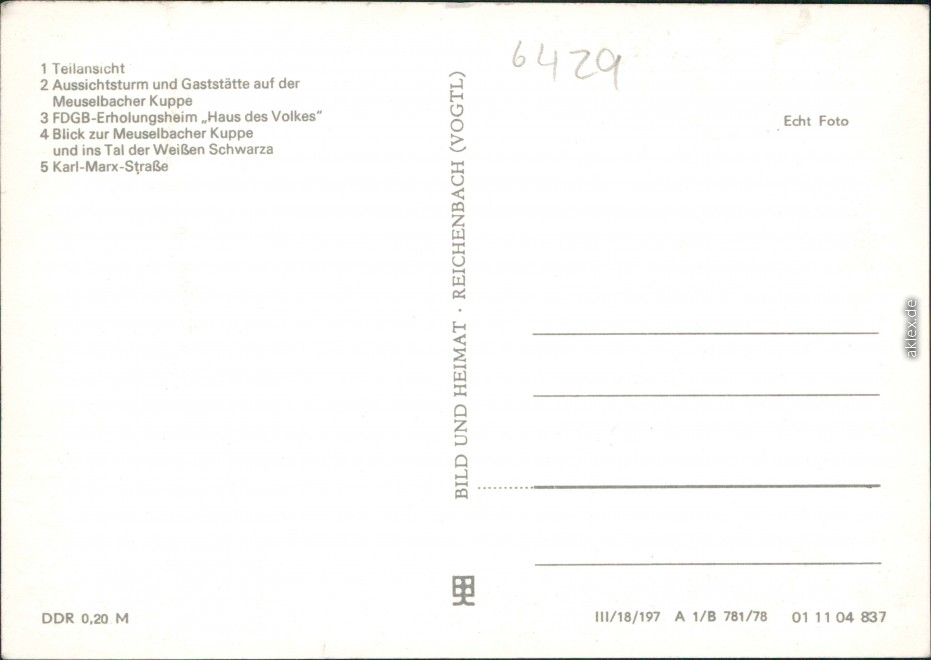 1 Teilansicht
2 Aussichtsturm und Gaststätte auf der
Meuselbacher Kuppe
3 FDGB-Erholungsheim „Haus des Volkes"
4 Blick zur Meuselbacher Kuppe
und ins Tal der Weißen Schwarza
5 Karl-Marx-Straße
BILD UND HEIMAT · REICHENBACH (VOGTL)
6429
Echt Foto
aklex.de
DDR 0,20 M
III/18/197 A 1/B 781/78 01 11 04 837